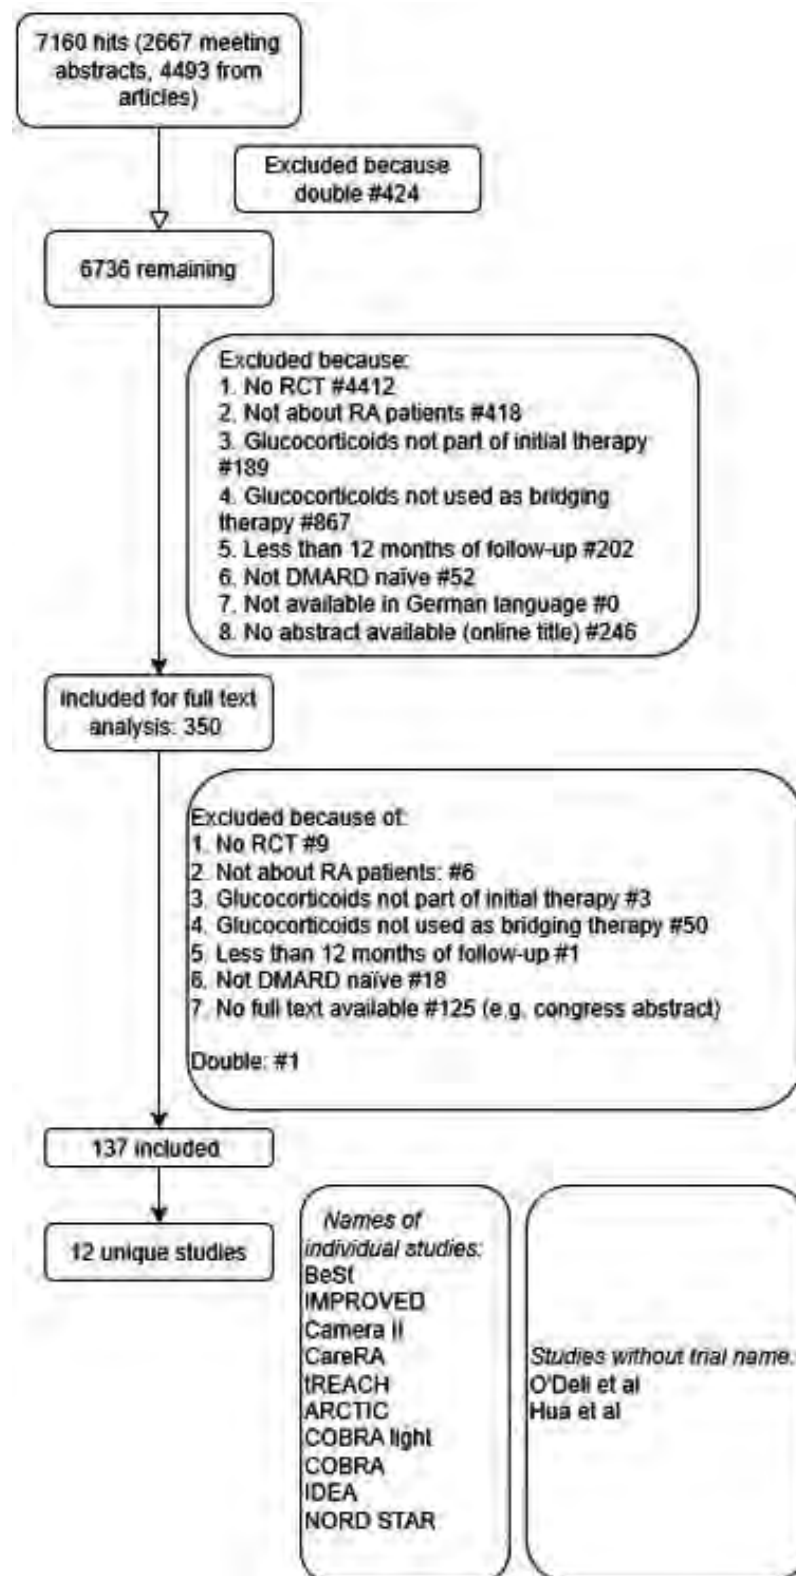 7160 hits (2667 meeting
abstracts, 4493 from
articles)
Excluded because
double #424
6736 remaining
Excluded because:
1. No RCT #4412
2. Not about RA patients #418
3. Glucocorticoids not part of initial therapy
#189
4. Glucocorticoids not used as bridging
therapy #867
5. Less than 12 months of follow-up #202
6. Not DMARD naïve #52
7. Not available in German language #0
8. No abstract available (online title) #246
included for full text
analysis: 350
Excluded because of:
1. No RCT #9
2. Not about RA patients: #6
3. Glucocorticoids not part of initial therapy #3
4. Glucocorticoids not used as bridging therapy #50
5. Less than 12 months of follow-up #1
6. Not DMARD naïve #18
7. No full text available #125 (e.g. congress abstract)
Double: #1
137 included
12 unique studies
Names of
individual studies:
BeSt
IMPROVED
Camera II
CareRA
tREACH
ARCTIC
COBRA light
COBRA
IDEA
NORD STAR
Studies without trial name:
O'Dell et al
Hua et al